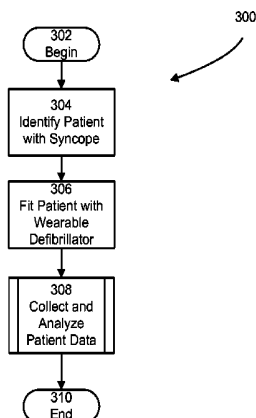 300
302
Begin
304
Identify Patient
with Syncope
306
Fit Patient with
Wearable
Defibrillator
308
Collect and
Analyze
Patient Data
310
End